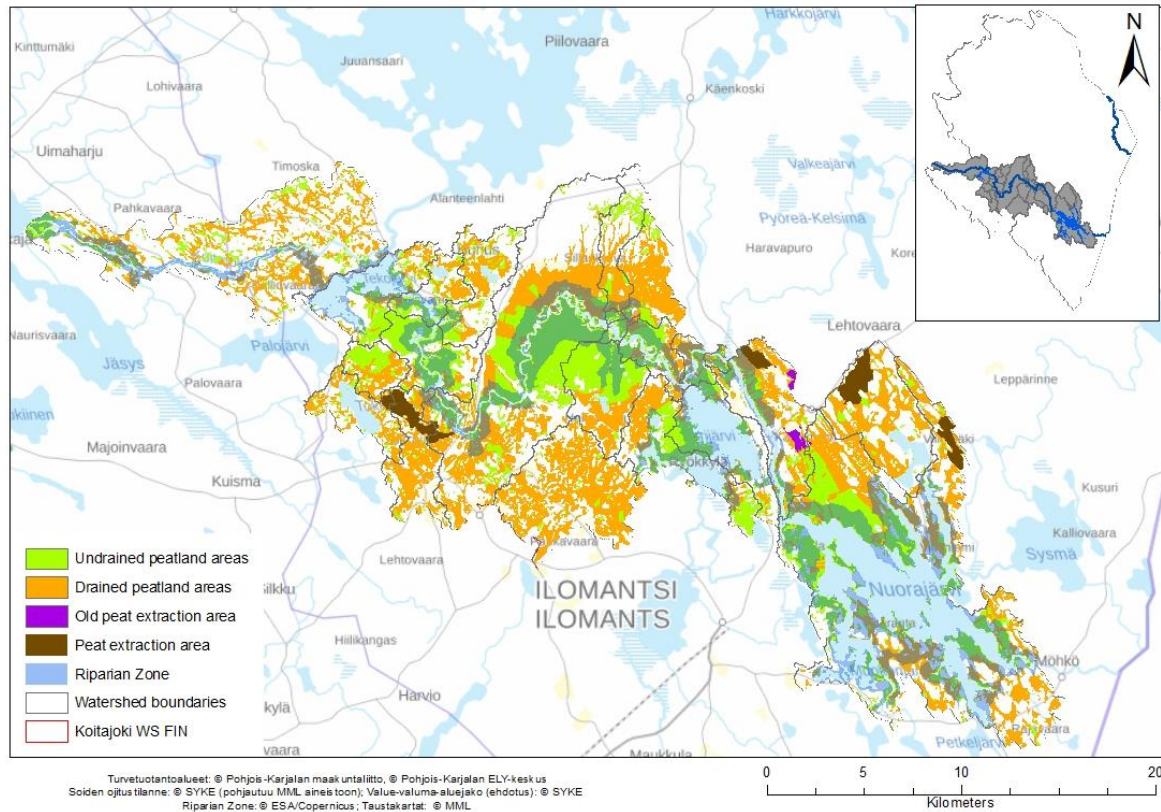 Harkkojärvi
Kinttumäki
Piilovaara
N
Juuansaari
Käenkoski
Lohivaara
Uimaharju
Timoska
Valkeajärvi
Pahkavaara
Alanteenlahti
Pyöreä-Kelsimä
Haravapuro
Lehtovaara
Naurisvaara
Palojärvi
Jäsys
Palovaara
Leppärinne
Majoinvaara
Kuisma
Kusuri
Kalliovaara
Lehtovaara
Sysmä
Undrained peatland areas
Drained peatland areas
Old peat extraction area
Peat extraction area
Riparian Zone
Watershed boundaries
Koitajoki WS FIN
ILOMANTSI
ILOMANTS
Nuorajärvi
Hiilikangas
Möhkö
Harvio
Maukkula
Petkeljärvi
Turvetuotantoalueet: © Pohjois-Karjalan maakuntaliitto, © Pohjois-Karjalan ELY-keskus
Soiden ojitustilanne: © SYKE (pohjautuu MML aineistoon); Value-valuma-aluejako (ehdotus): © SYKE
Riparian Zone: © ESA/Copernicus; Taustakartat: © MML
0 5 10 20
Kilometers